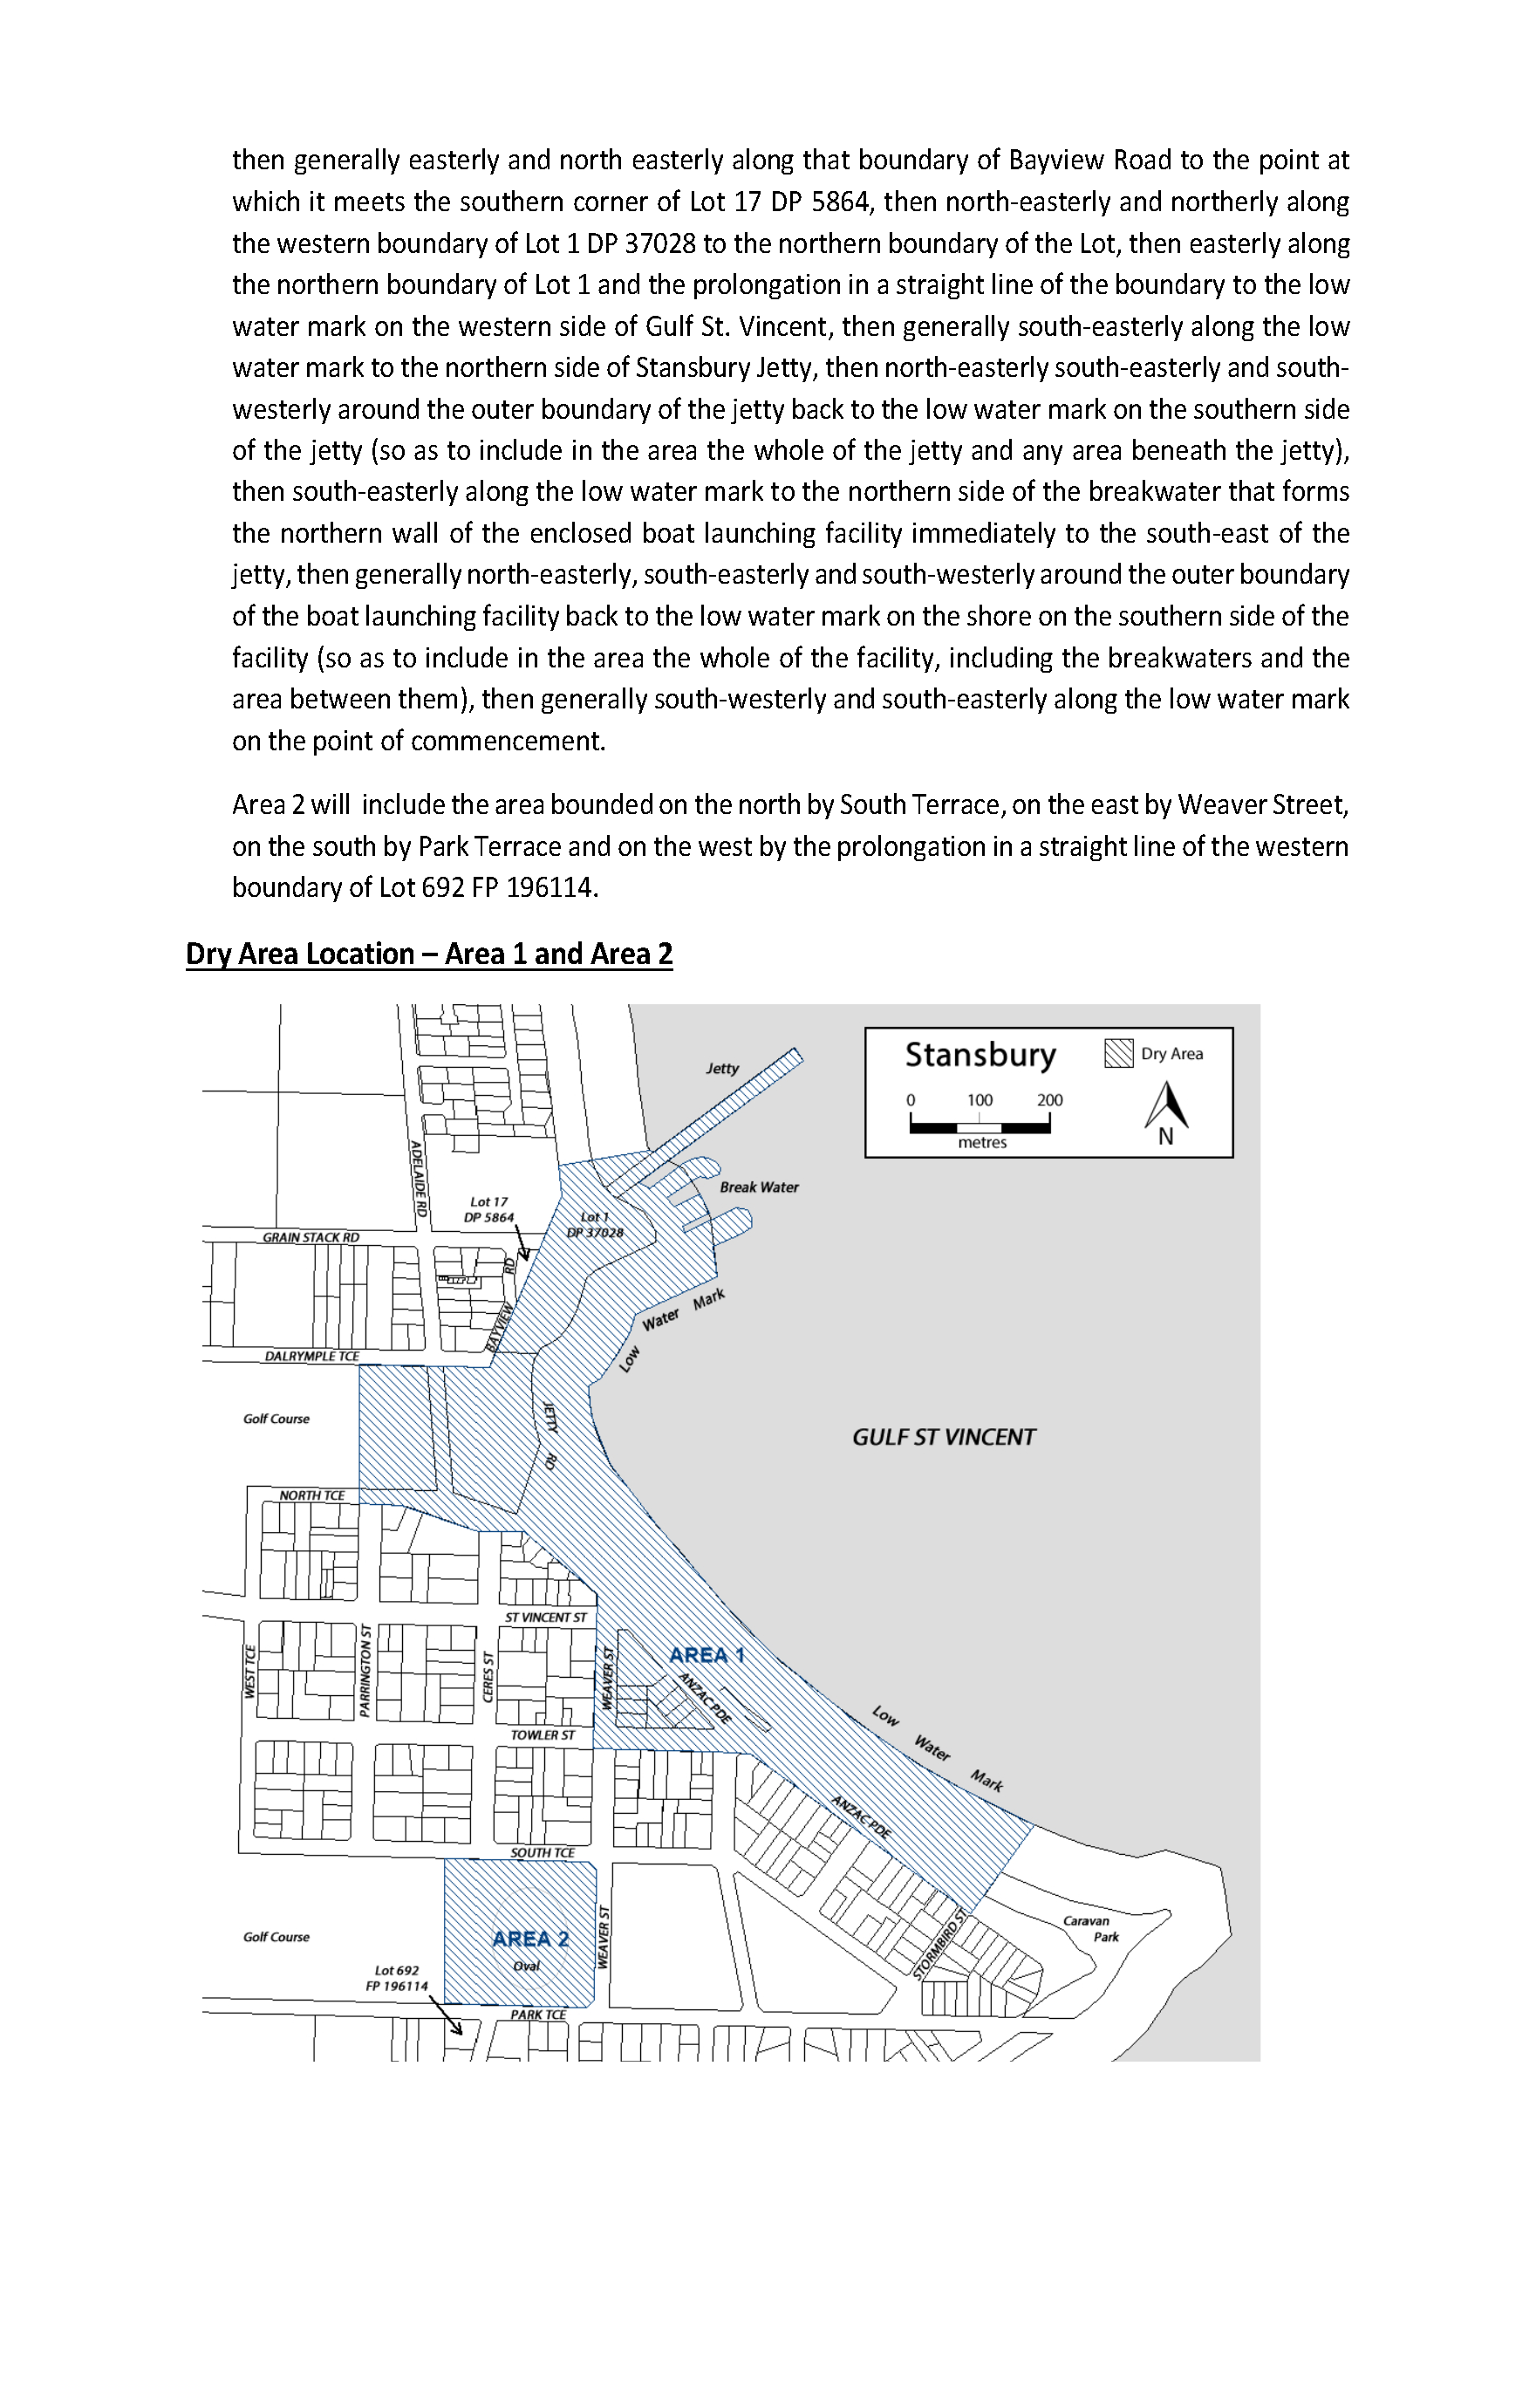 then generally easterly and north easterly along that boundary of Bayview Road to the point at
which it meets the southern corner of Lot 17 DP 5864, then north-easterly and northerly along
the western boundary of Lot 1 DP 37028 to the northern boundary of the Lot, then easterly along
the northern boundary of Lot 1 and the prolongation in a straight line of the boundary to the low
water mark on the western side of Gulf St. Vincent, then generally south-easterly along the low
water mark to the northern side of Stansbury Jetty, then north-easterly south-easterly and south-
westerly around the outer boundary of the jetty back to the low water mark on the southern side
of the jetty (so as to include in the area the whole of the jetty and any area beneath the jetty),
then south-easterly along the low water mark to the northern side of the breakwater that forms
the northern wall of the enclosed boat launching facility immediately to the south-east of the
jetty, then generally north-easterly, south-easterly and south-westerly around the outer boundary
of the boat launching facility back to the low water mark on the shore on the southern side of the
facility (so as to include in the area the whole of the facility, including the breakwaters and the
area between them), then generally south-westerly and south-easterly along the low water mark
on the point of commencement.
Area 2 will include the area bounded on the north by South Terrace, on the east by Weaver Street,
on the south by Park Terrace and on the west by the prolongation in a straight line of the western
boundary of Lot 692 FP 196114.
Dry Area Location – Area 1 and Area 2
Stansbury
Dry Area
0 100 200
metres
N
Jetty
Break Water
ADELAIDE RD
Lot 17
DP 5864
Lot 1
DP 37028
GRAIN STACK RD
BAYVIEW RD
Low Water Mark
DALRYMPLE TCE
Golf Course
JETTY RD
GULF ST VINCENT
NORTH TCE
ST VINCENT ST
WEST TCE
PARRINGTON ST
CERES ST
WEAVER ST
AREA 1
ANZAC PDE
TOWLER ST
Low Water Mark
ANZAC PDE
SOUTH TCE
Golf Course
AREA 2
Oval
WEAVER ST
STORMBIRD ST
Caravan
Park
Lot 692
FP 196114
PARK TCE